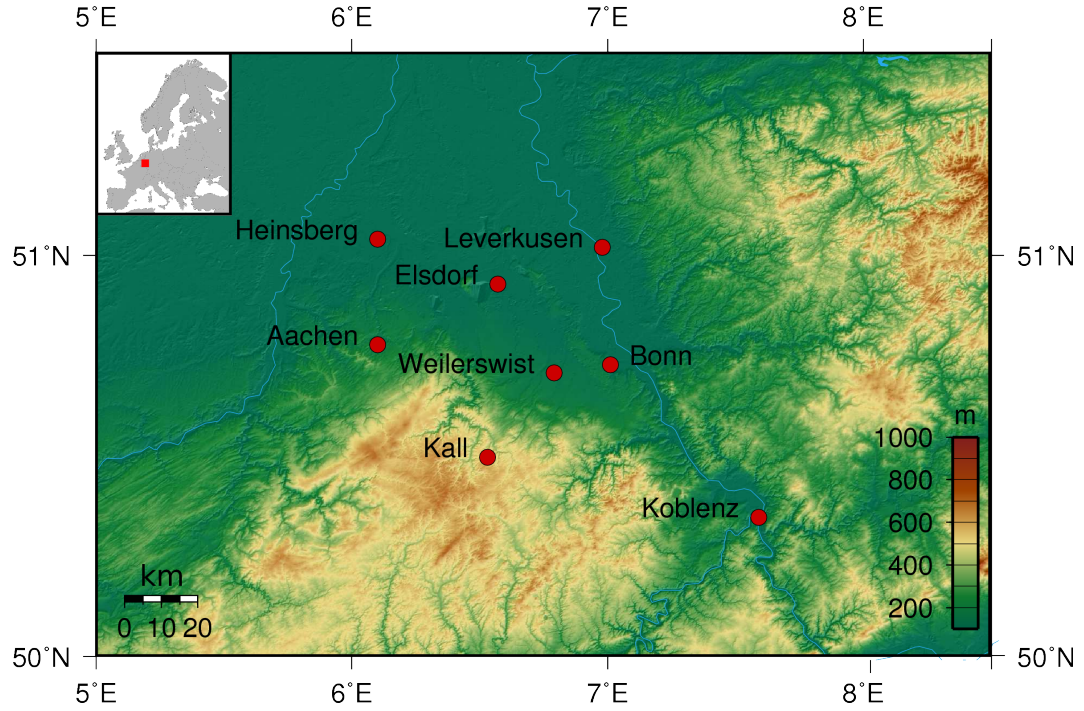 5˚E 6˚E 7˚E 8˚E
Heinsberg
Leverkusen
51˚N 51˚N
Elsdorf
Aachen
Weilerswist
Bonn
m
1000
Kall
800
Koblenz
600
400
km
200
0 10 20
50˚N 50˚N
5˚E 6˚E 7˚E 8˚E